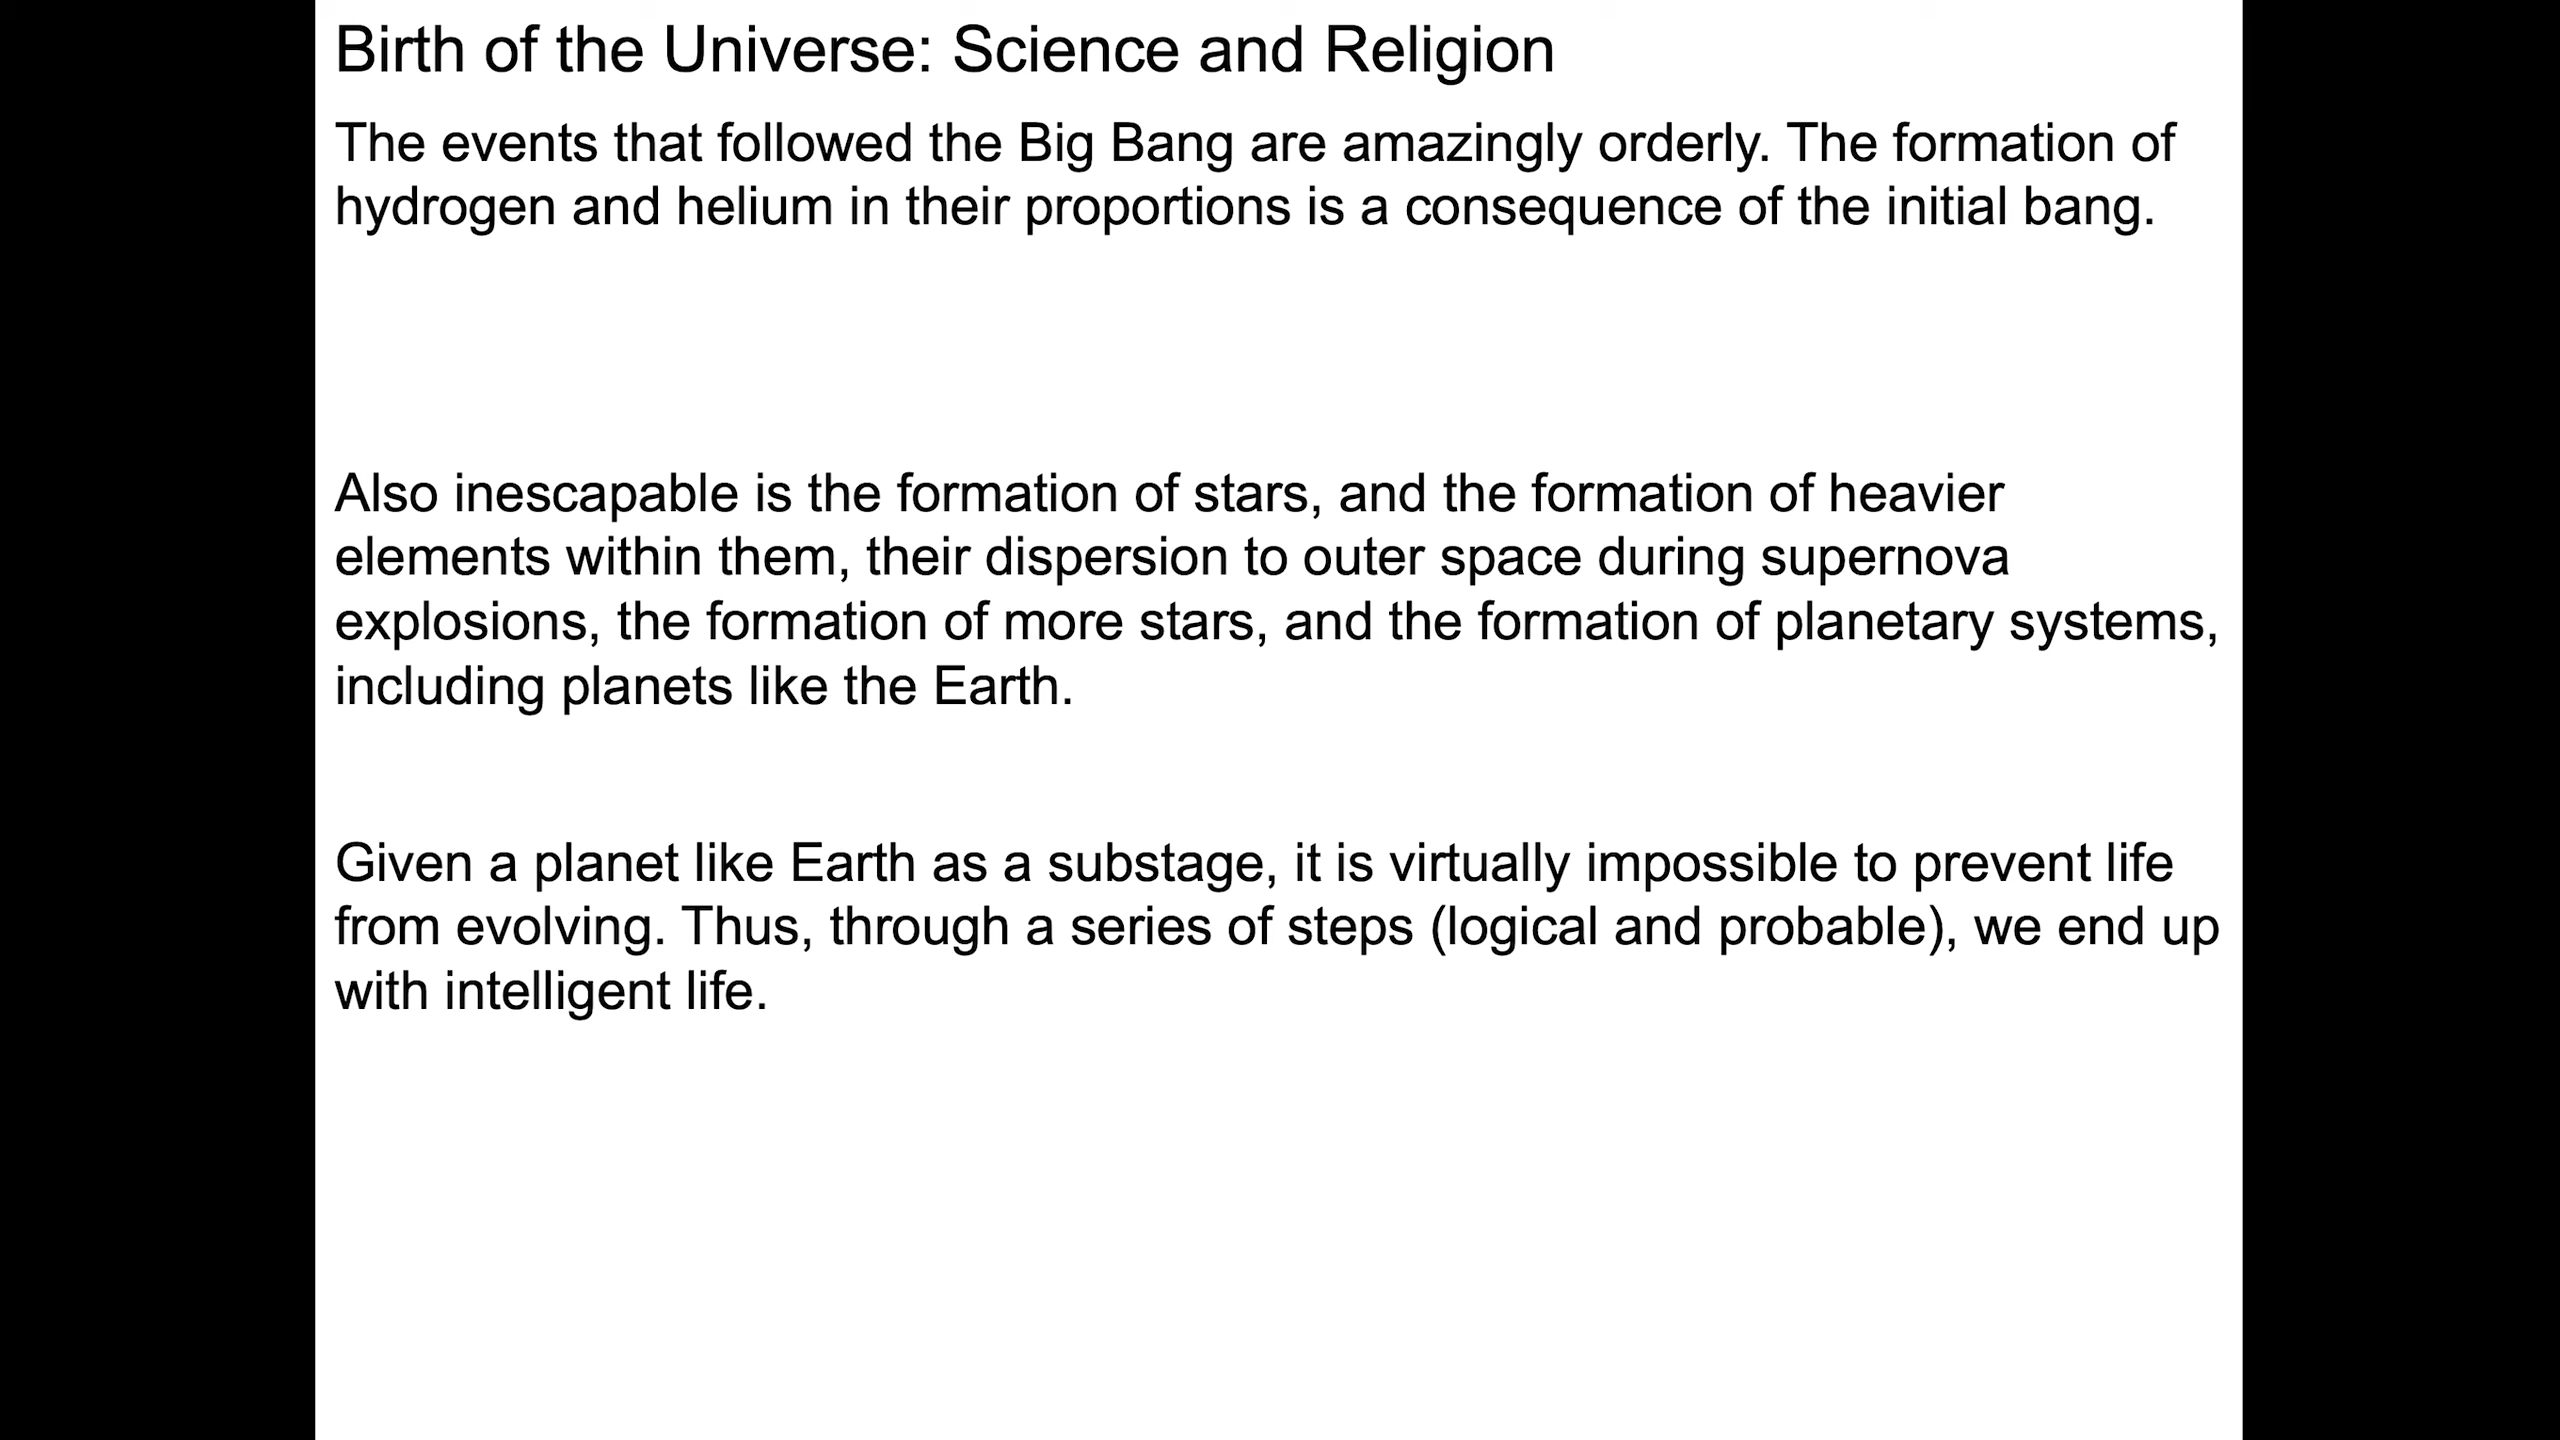 Birth of the Universe: Science and Religion
The events that followed the Big Bang are amazingly orderly. The formation of
hydrogen and helium in their proportions is a consequence of the initial bang.
Also inescapable is the formation of stars, and the formation of heavier
elements within them, their dispersion to outer space during supernova
explosions, the formation of more stars, and the formation of planetary systems,
including planets like the Earth.
Given a planet like Earth as a substage, it is virtually impossible to prevent life
from evolving. Thus, through a series of steps (logical and probable), we end up
with intelligent life.